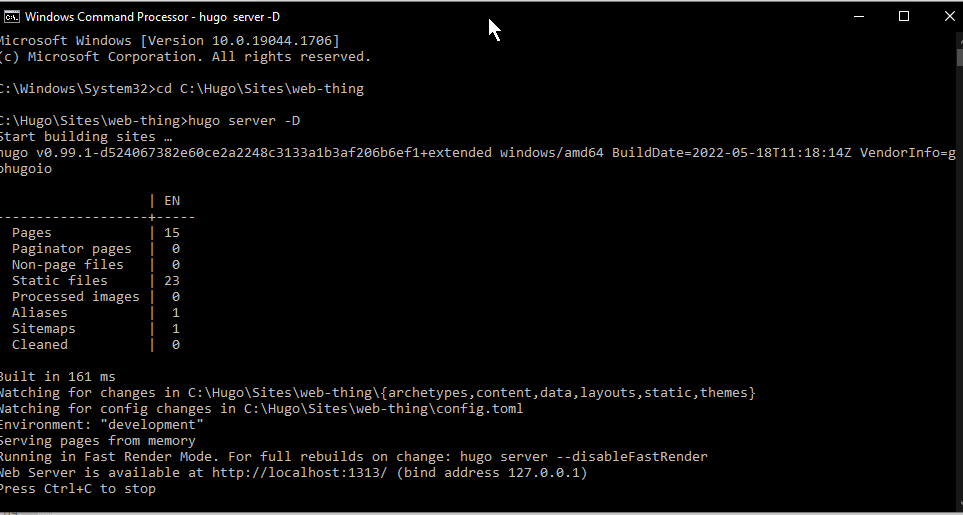 Windows Command Processor - hugo  server -D
Microsoft Windows [Version 10.0.19044.1706]
(c) Microsoft Corporation. All rights reserved.
C:\Windows\System32>cd C:\Hugo\Sites\web-thing
C:\Hugo\Sites\web-thing>hugo server -D
Start building sites …
hugo v0.99.1-d524067382e60ce2a2248c3133a1b3af206b6ef1+extended windows/amd64 BuildDate=2022-05-18T11:18:14Z VendorInfo=g
ohugoio
                   | EN
-------------------+-----
  Pages            | 15
  Paginator pages  |  0
  Non-page files   |  0
  Static files     | 23
  Processed images |  0
  Aliases          |  1
  Sitemaps         |  1
  Cleaned          |  0
Built in 161 ms
Watching for changes in C:\Hugo\Sites\web-thing\{archetypes,content,data,layouts,static,themes}
Watching for config changes in C:\Hugo\Sites\web-thing\config.toml
Environment: "development"
Serving pages from memory
Running in Fast Render Mode. For full rebuilds on change: hugo server --disableFastRender
Web Server is available at http://localhost:1313/ (bind address 127.0.0.1)
Press Ctrl+C to stop